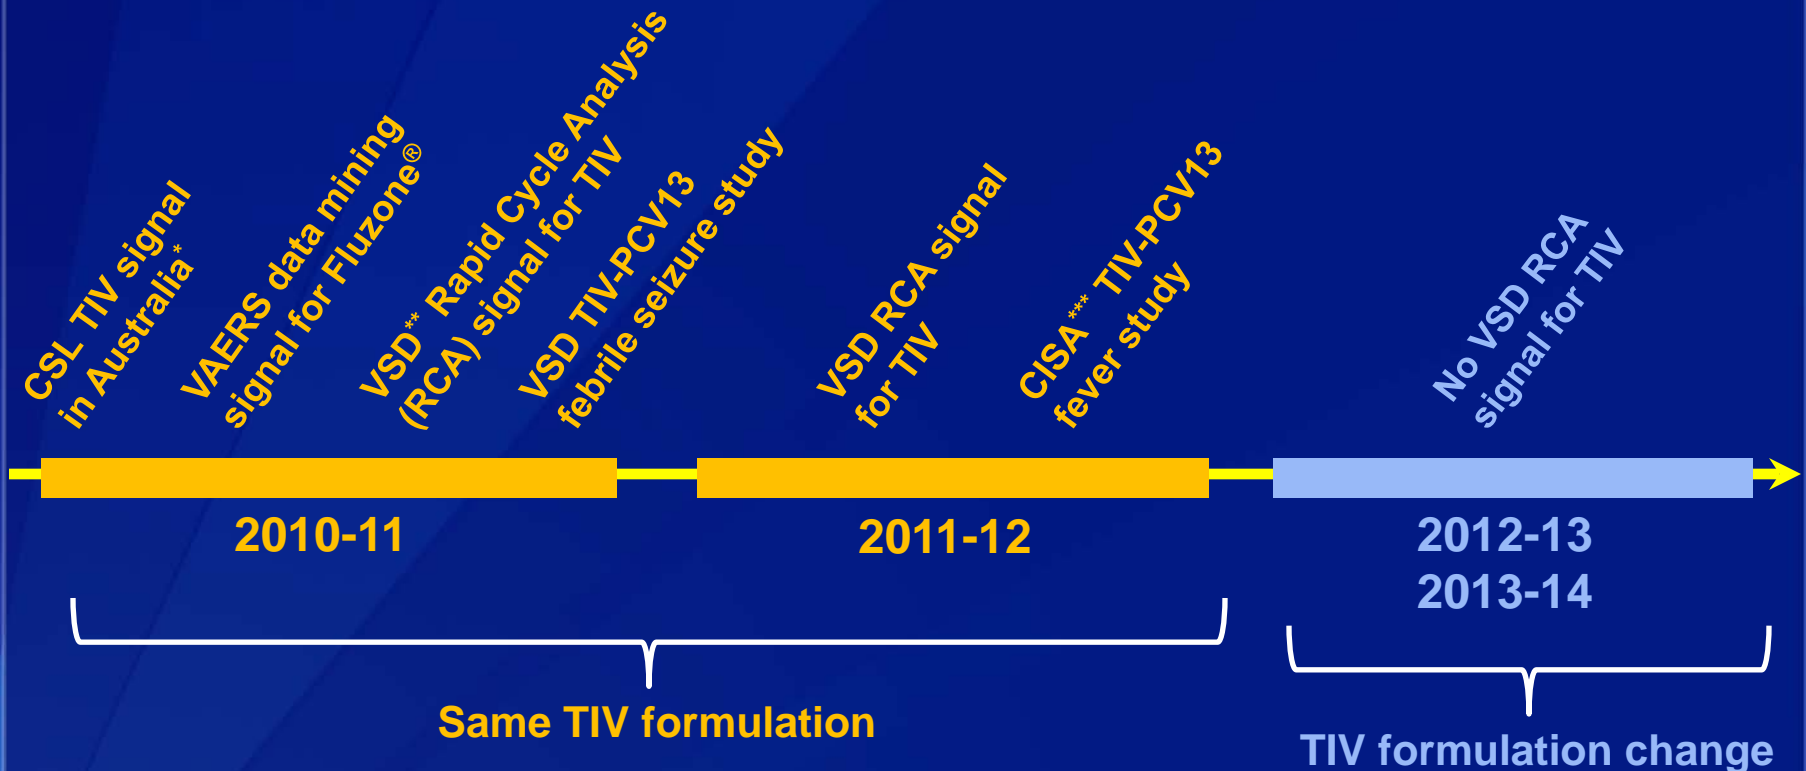 CSL TIV signal
in Australia*
VAERS data mining
signal for Fluzone®
VSD** Rapid Cycle Analysis
(RCA) signal for TIV
VSD TIV-PCV13
febrile seizure study
VSD RCA signal
for TIV
CISA*** TIV-PCV13
fever study
No VSD RCA
signal for TIV
2010-11
2011-12
2012-13
2013-14
Same TIV formulation
TIV formulation change